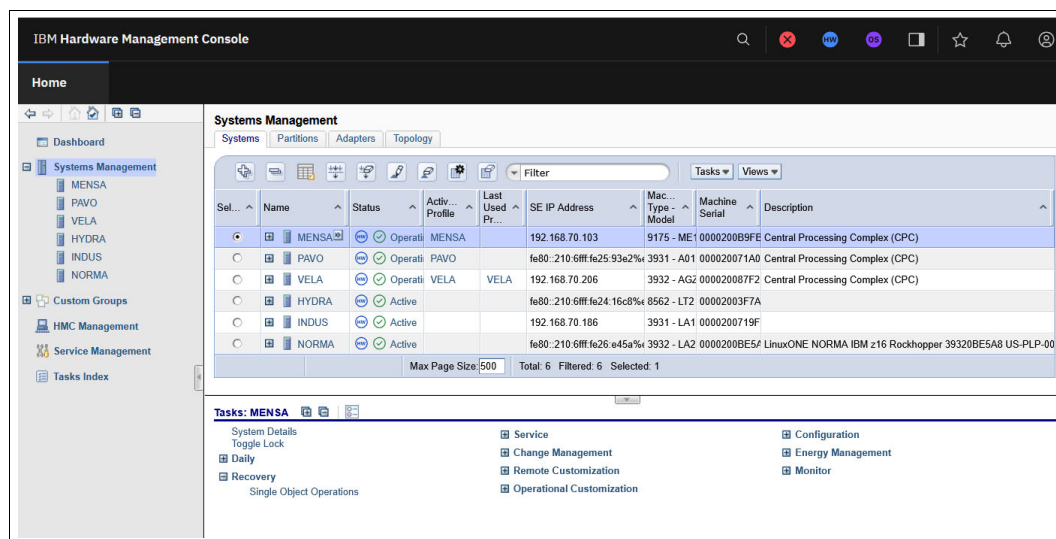 IBM Hardware Management Console
HW
OS
Home
Dashboard
Systems Management
MENSA
PAVO
VELA
HYDRA
INDUS
NORMA
Custom Groups
HMC Management
Service Management
Tasks Index
Systems Management
Systems Partitions Adapters Topology
Filter Tasks Views
Sel... Name Status Activ... Profile Last Used Pr... SE IP Address Mac... Type - Model Machine Serial Description
MENSA Operati MENSA 192.168.70.103 9175 - ME1 0000200B9FE Central Processing Complex (CPC)
PAVO Operati PAVO fe80::210:6fff:fe25:93e2%e 3931 - A01 000020071A0 Central Processing Complex (CPC)
VELA Operati VELA VELA 192.168.70.206 3932 - AGZ 000020087F2 Central Processing Complex (CPC)
HYDRA Active fe80::210:6fff:fe24:16c8%e 8562 - LT2 00002003F7A
INDUS Active 192.168.70.186 3931 - LA1 0000200719F
NORMA Active fe80::210:6fff:fe26:e45a%e 3932 - LA2 0000200BE5A LinuxONE NORMA IBM z16 Rockhopper 39320BE5A8 US-PLP-00
Max Page Size: 500 Total: 6 Filtered: 6 Selected: 1
Tasks: MENSA
System Details
Toggle Lock
Daily
Recovery
Single Object Operations
Service
Change Management
Remote Customization
Operational Customization
Configuration
Energy Management
Monitor